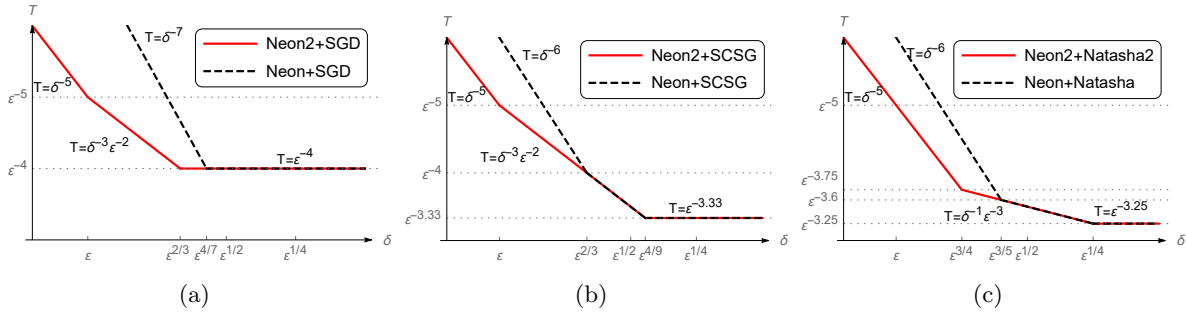 T
T=δ⁻⁷
Neon2+SGD
Neon+SGD
T=δ⁻⁵
ε⁻⁵
T=δ⁻³ε⁻²
T=ε⁻⁴
ε⁻⁴
δ
ε
ε^2/3
ε^4/7
ε^1/2
ε^1/4
(a)
T
T=δ⁻⁶
Neon2+SCSG
Neon+SCSG
T=δ⁻⁵
ε⁻⁵
T=δ⁻³ε⁻²
ε⁻⁴
T=ε^-3.33
ε^-3.33
δ
ε
ε^2/3
ε^1/2
ε^4/9
ε^1/4
(b)
T
T=δ⁻⁶
Neon2+Natasha2
Neon+Natasha
T=δ⁻⁵
ε⁻⁵
ε^-3.75
ε^-3.6
T=δ⁻¹ε⁻³
T=ε^-3.25
ε^-3.25
δ
ε
ε^3/4
ε^3/5
ε^1/2
ε^1/4
(c)